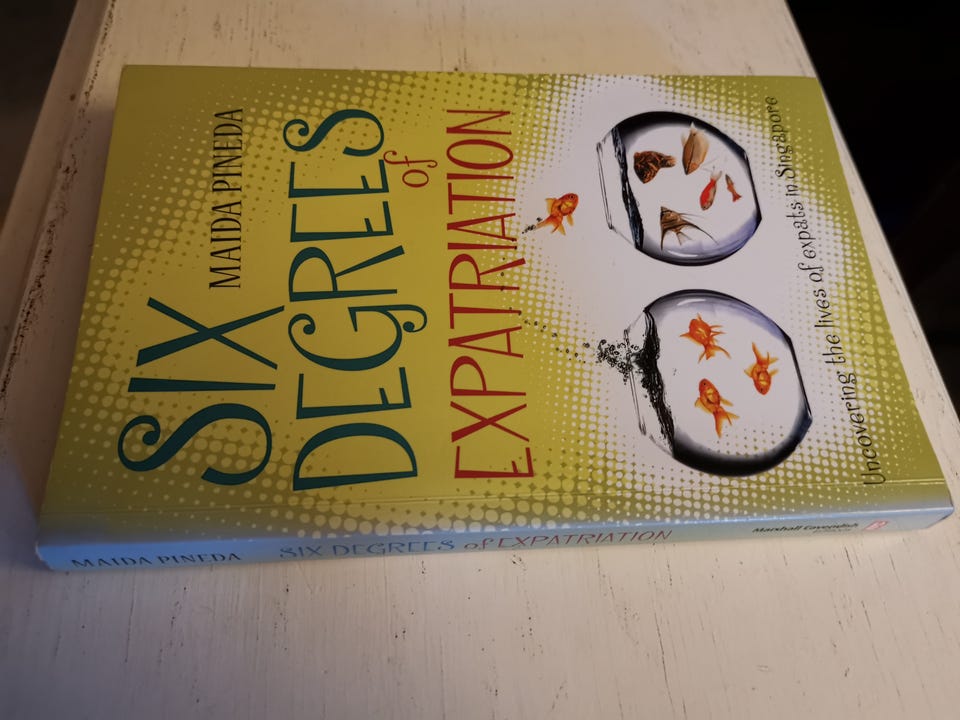 MAIDA PINEDA
SIX
DEGREES
of
EXPATRIATION
Uncovering the lives of expats in Singapore
MAIDA PINEDA SIX DEGREES of EXPATRIATION Marshall Cavendish